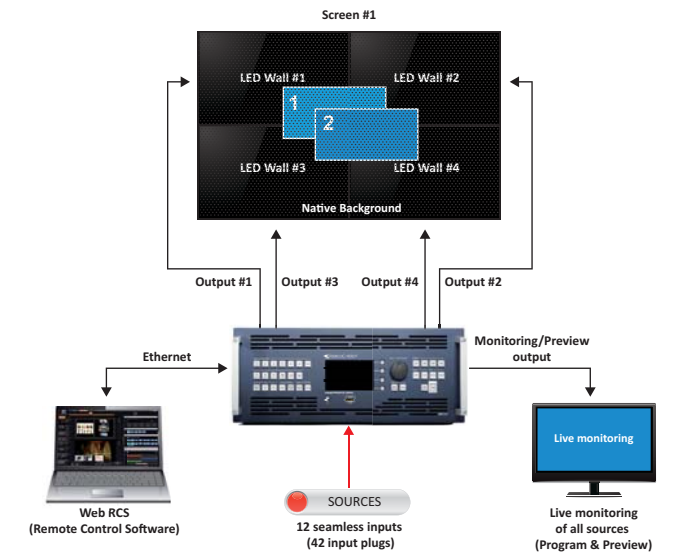 Screen #1
LED Wall #1
LED Wall #2
1
2
LED Wall #3
LED Wall #4
Native Background
Output #1
Output #3
Output #4
Output #2
Ethernet
Monitoring/Preview
output
Live monitoring
SOURCES
Web RCS
(Remote Control Software)
12 seamless inputs
(42 input plugs)
Live monitoring
of all sources
(Program & Preview)